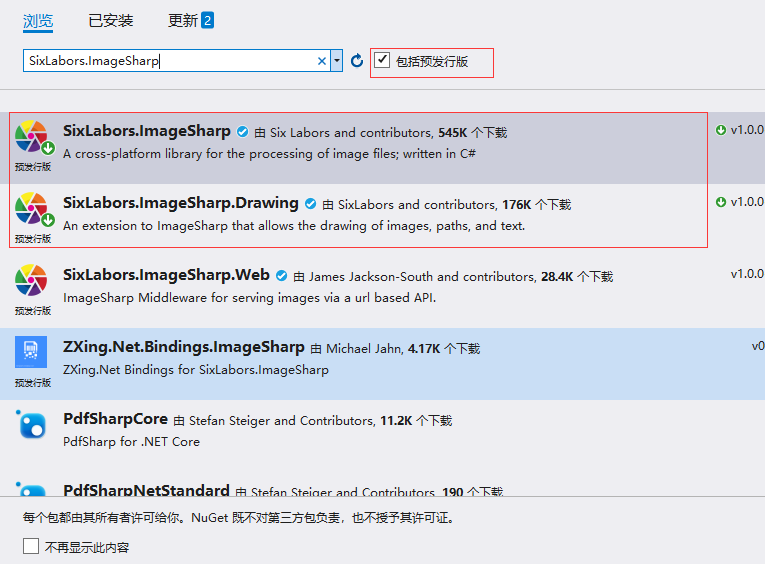 浏览 已安装 更新 2
SixLabors.ImageSharp 包括预发行版
SixLabors.ImageSharp 由 Six Labors and contributors, 545K 个下载 v1.0.0
A cross-platform library for the processing of image files; written in C#
预发行版
SixLabors.ImageSharp.Drawing 由 SixLabors and contributors, 176K 个下载 v1.0.0
An extension to ImageSharp that allows the drawing of images, paths, and text.
预发行版
SixLabors.ImageSharp.Web 由 James Jackson-South and contributors, 28.4K 个下载 v1.0.0
ImageSharp Middleware for serving images via a url based API.
预发行版
ZXing.Net.Bindings.ImageSharp 由 Michael Jahn, 4.17K 个下载 v0
ZXing.Net Bindings for SixLabors.ImageSharp
预发行版
PdfSharpCore 由 Stefan Steiger and Contributors, 11.2K 个下载
PdfSharp for .NET Core
PdfSharpNetStandard 由 Stefan Steiger and Contributors, 190 个下载
每个包都由其所有者许可给你。NuGet 既不对第三方包负责，也不授予其许可证。
不再显示此内容